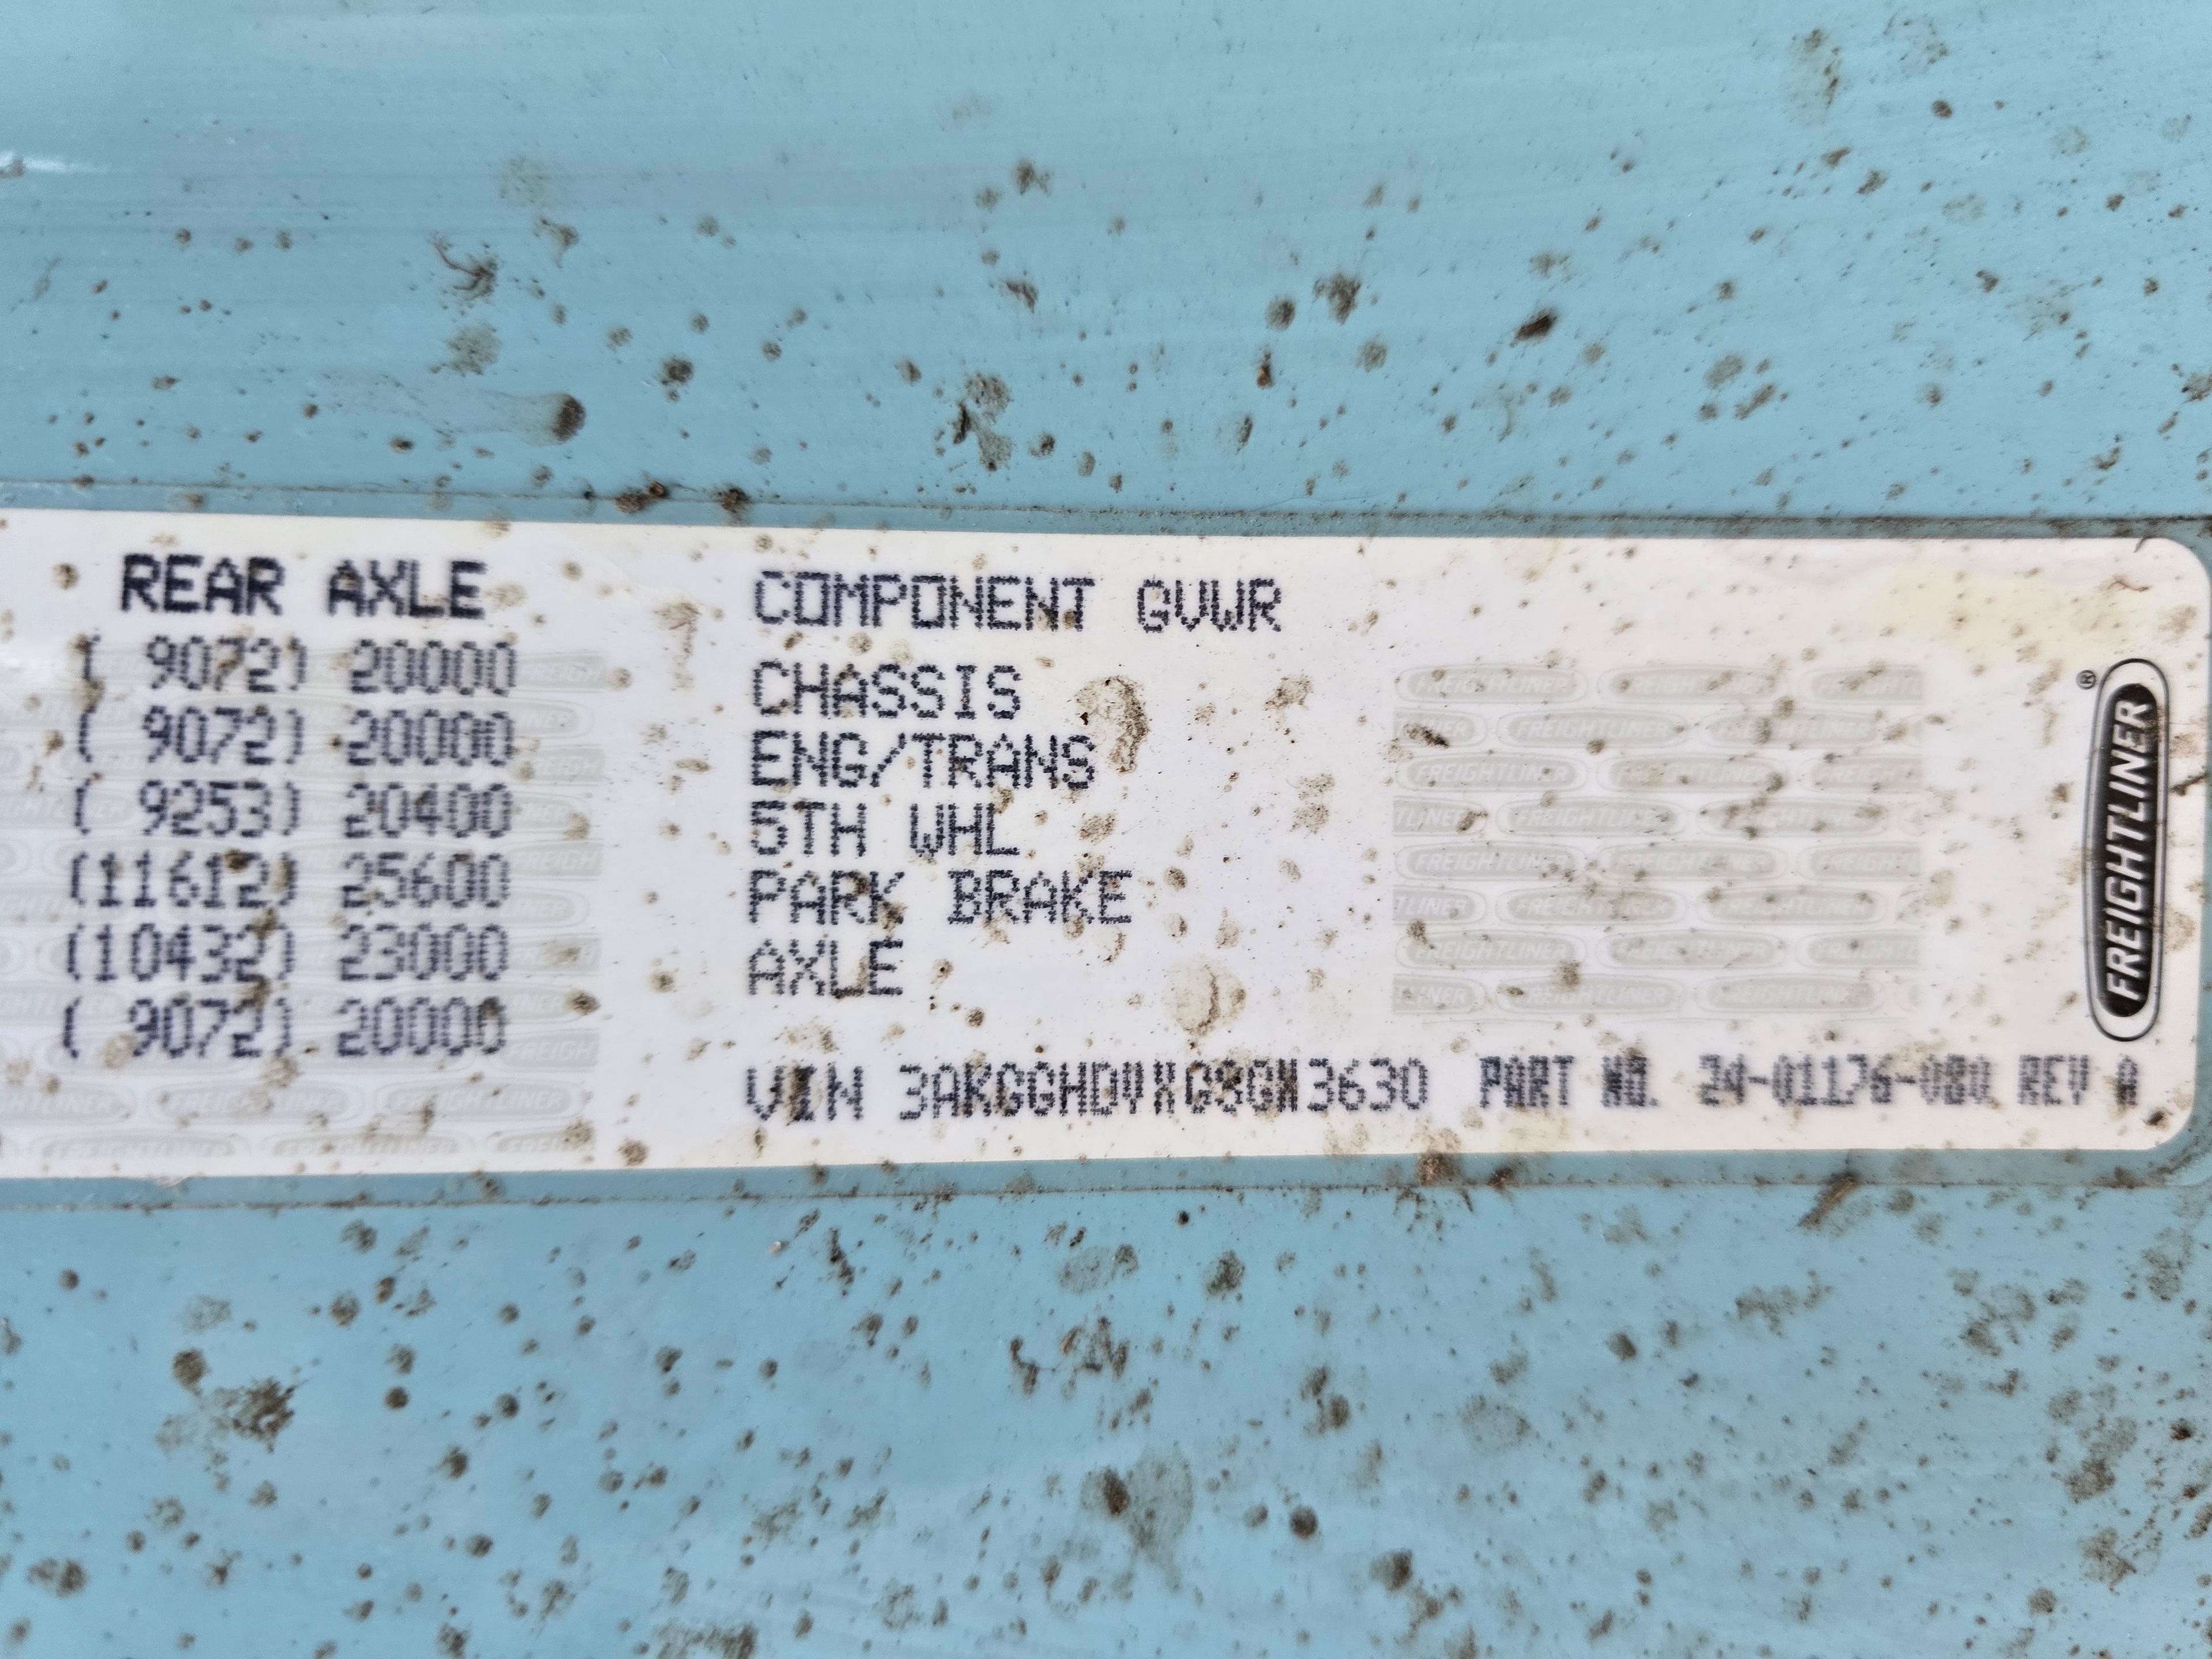 REAR AXLE
( 9072) 20000
( 9072) 20000
( 9253) 20400
(11612) 25600
(10432) 23000
( 9072) 20000
COMPONENT GVWR
CHASSIS
ENG/TRANS
5TH WHL
PARK BRAKE
AXLE
VIN 3AKGGHDVXGSGX3630 PART NO. 24-01176-080 REV A
FREIGHTLINER®